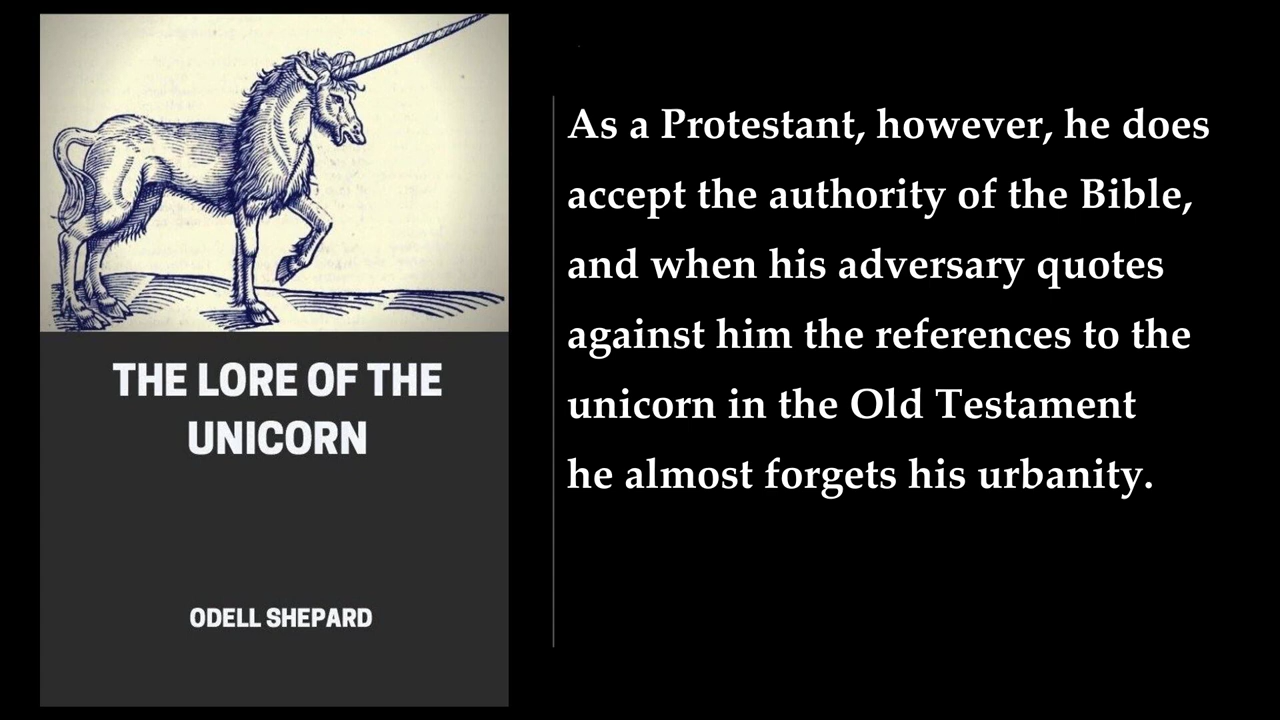 THE LORE OF THE
UNICORN
ODELL SHEPARD
As a Protestant, however, he does
accept the authority of the Bible,
and when his adversary quotes
against him the references to the
unicorn in the Old Testament
he almost forgets his urbanity.